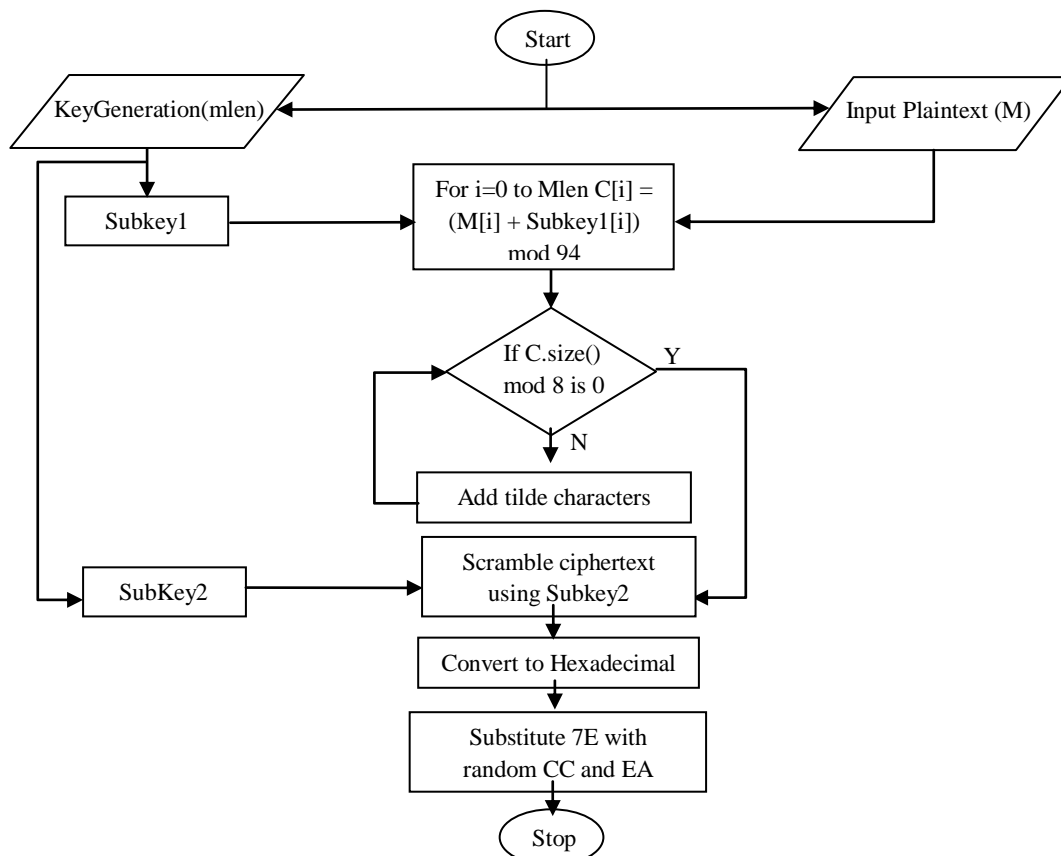 Start
KeyGeneration(mlen)
Input Plaintext (M)
Subkey1
For i=0 to Mlen C[i] =
(M[i] + Subkey1[i])
mod 94
If C.size()
mod 8 is 0
Y
N
Add tilde characters
SubKey2
Scramble ciphertext
using Subkey2
Convert to Hexadecimal
Substitute 7E with
random CC and EA
Stop